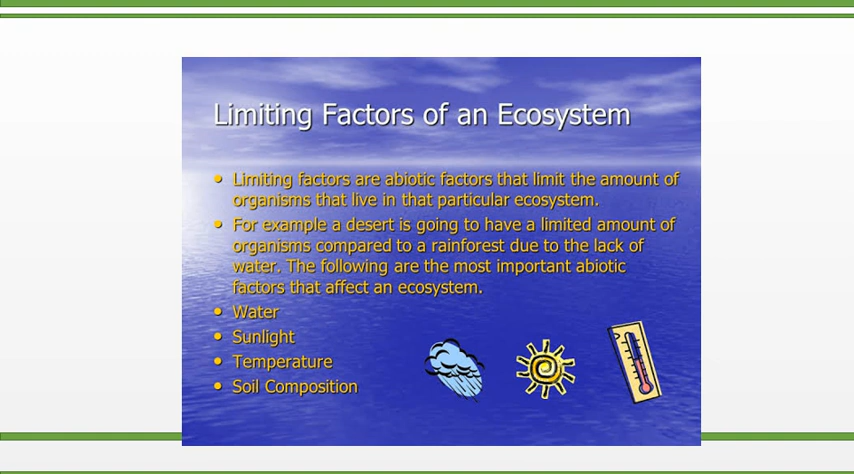 Limiting Factors of an Ecosystem
• Limiting factors are abiotic factors that limit the amount of
organisms that live in that particular ecosystem.
• For example a desert is going to have a limited amount of
organisms compared to a rainforest due to the lack of
water. The following are the most important abiotic
factors that affect an ecosystem.
• Water
• Sunlight
• Temperature
• Soil Composition